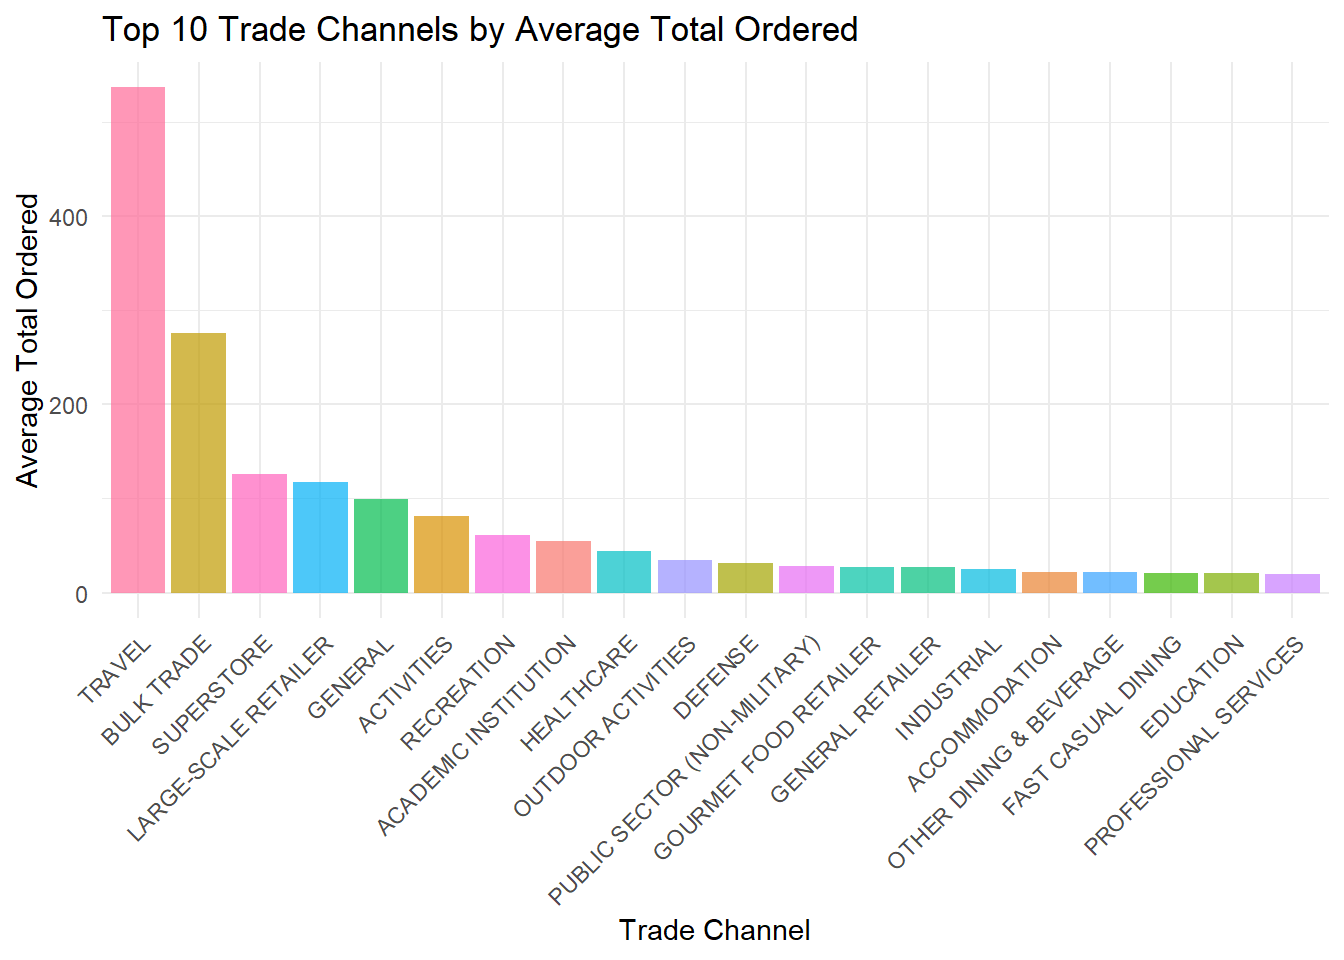 Top 10 Trade Channels by Average Total Ordered
Average Total Ordered
400
200
0
TRAVEL
BULK TRADE
SUPERSTORE
LARGE-SCALE RETAILER
GENERAL
ACTIVITIES
RECREATION
ACADEMIC INSTITUTION
HEALTHCARE
OUTDOOR ACTIVITIES
DEFENSE
PUBLIC SECTOR (NON-MILITARY)
GOURMET FOOD RETAILER
GENERAL RETAILER
INDUSTRIAL
ACCOMMODATION
OTHER DINING & BEVERAGE
FAST CASUAL DINING
EDUCATION
PROFESSIONAL SERVICES
Trade Channel